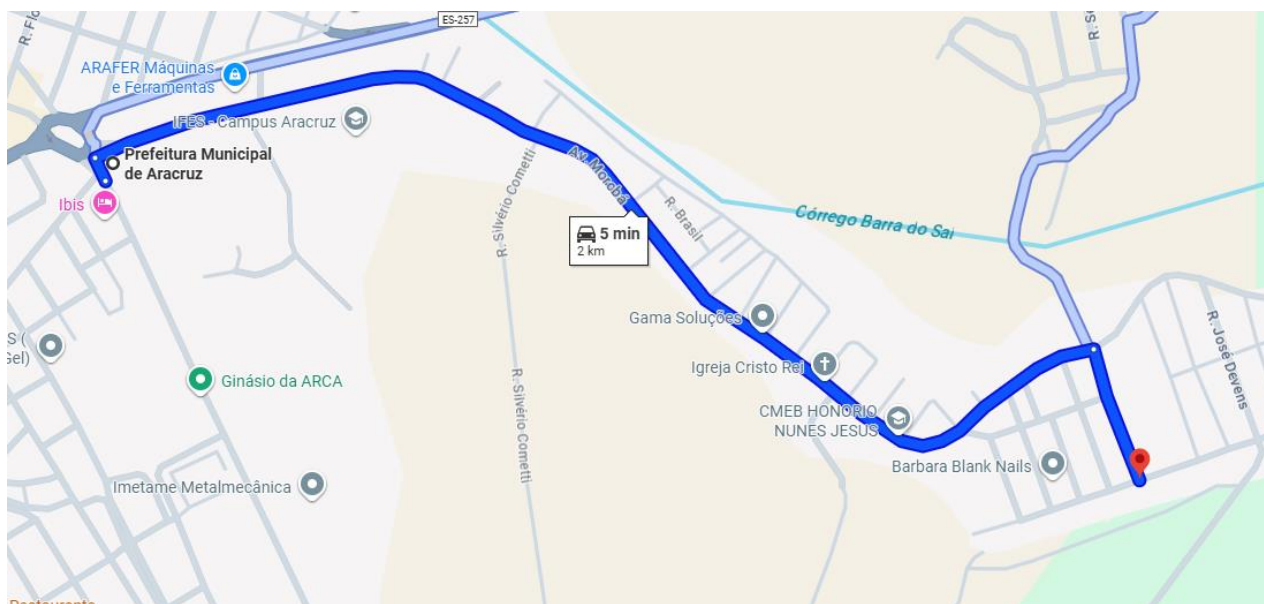 ES-257
R. Flo
ARAFER Máquinas
e Ferramentas
IFES - Campus Aracruz
Prefeitura Municipal
de Aracruz
Ibis
R. Silvério Cometti
Av. Morobá
R. Brasil
5 min
2 km
Córrego Barra do Sai
Gama Soluções
R. José Devens
Igreja Cristo Rei
Ginásio da ARCA
R. Silvério Cometti
CMEB HONORIO
NUNES JESUS
Barbara Blank Nails
Imetame Metalmecânica